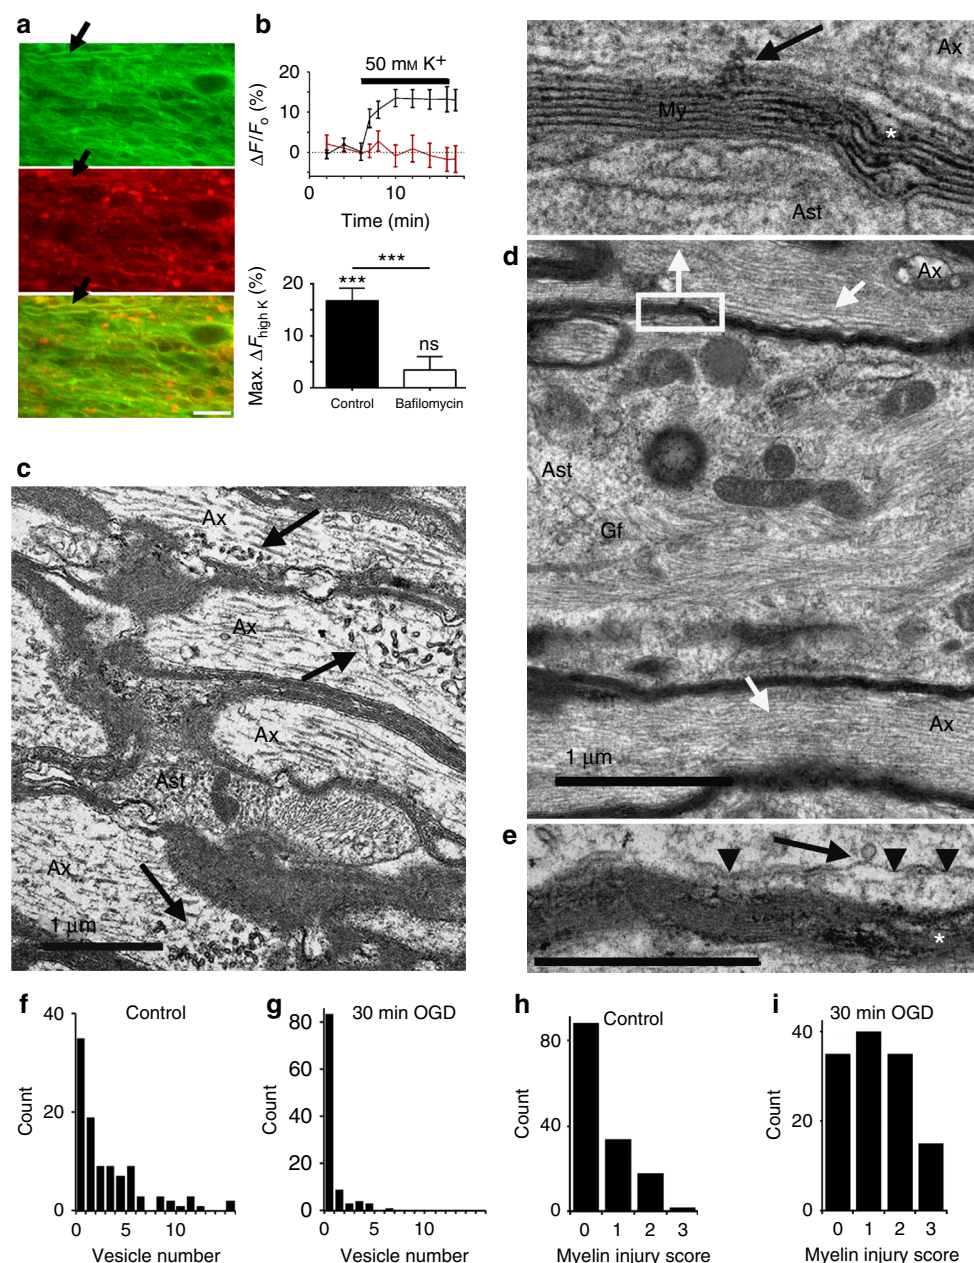 a
b
50 mM K+
ΔF/Fo (%)
20
10
0
0
10
20
Time (min)
Max. ΔFhigh K (%)
20
10
0
***
***
ns
Control
Bafilomycin
Ax
My
*
Ast
c
Ax
Ax
Ax
Ast
Ax
1 µm
d
Ax
Ast
Gf
Ax
1 µm
e
*
f
Control
Count
40
20
0
0
5
10
Vesicle number
g
30 min OGD
Count
80
60
40
20
0
0
5
10
Vesicle number
h
Control
Count
80
40
0
0
1
2
3
Myelin injury score
i
30 min OGD
Count
40
20
0
0
1
2
3
Myelin injury score